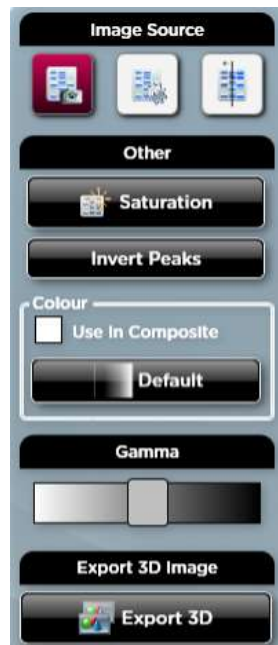 Image Source
Other
Saturation
Invert Peaks
Colour
Use In Composite
Default
Gamma
Export 3D Image
Export 3D